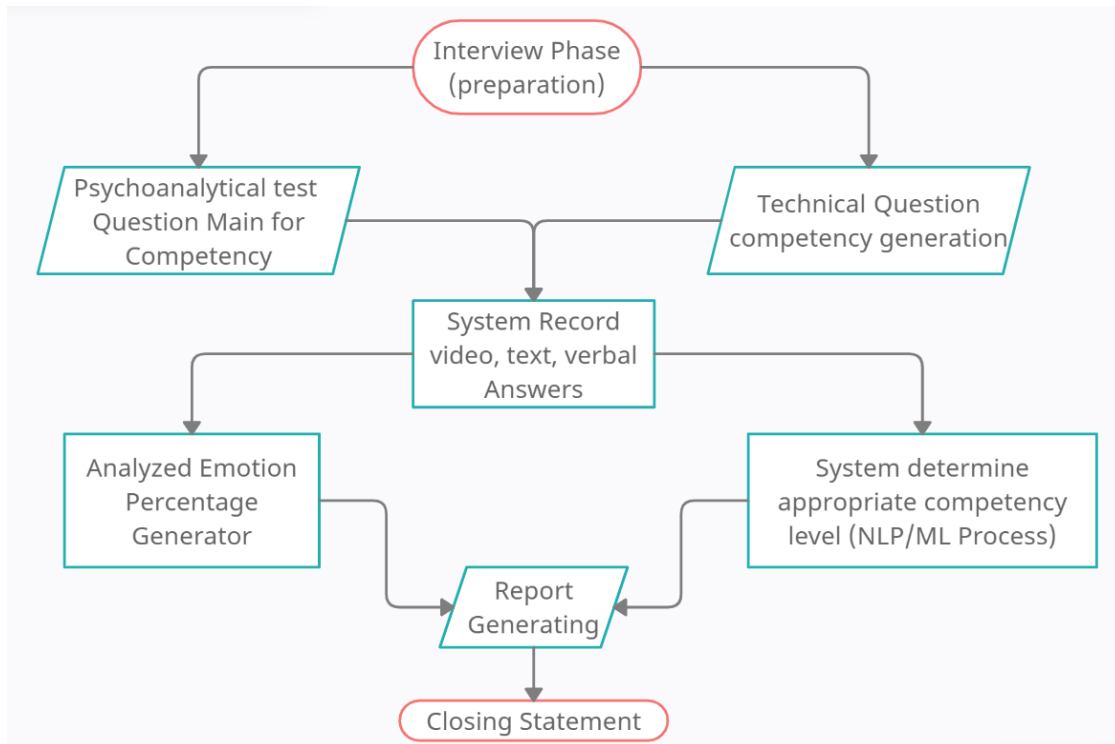 Interview Phase
(preparation)
Psychoanalytical test
Question Main for
Competency
Technical Question
competency generation
System Record
video, text, verbal
Answers
Analyzed Emotion
Percentage
Generator
System determine
appropriate competency
level (NLP/ML Process)
Report
Generating
Closing Statement